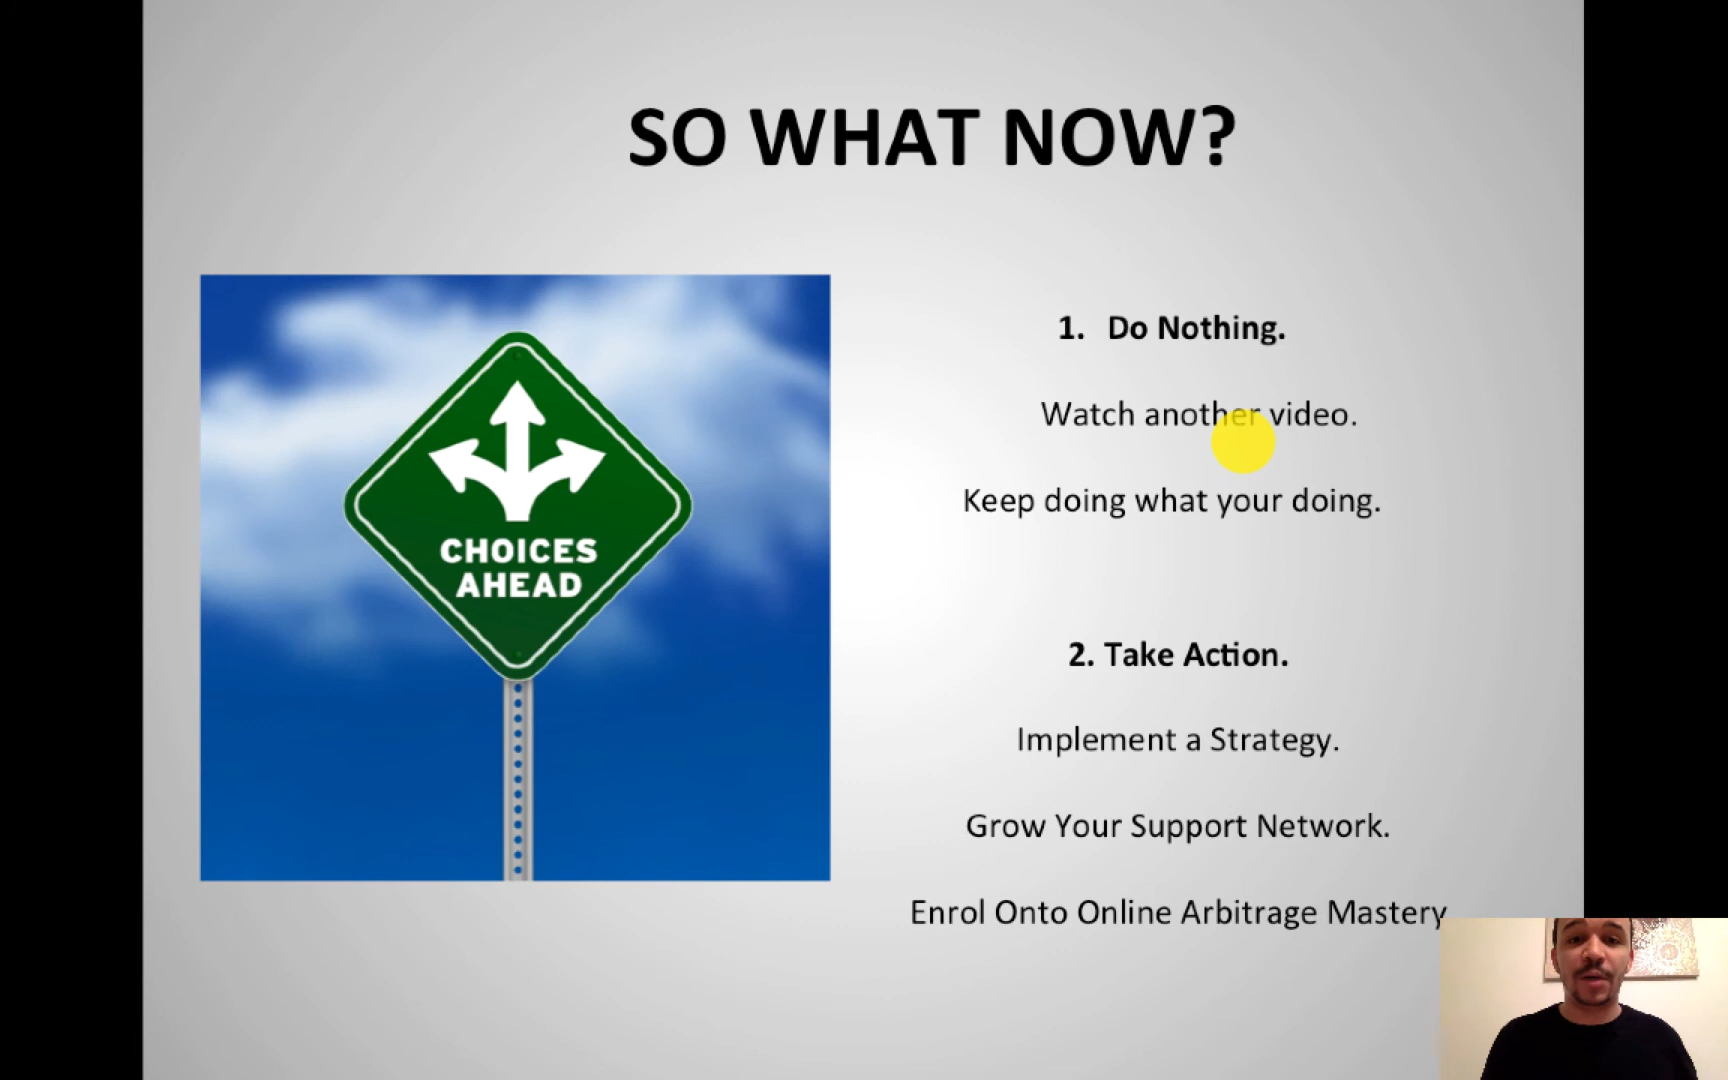 SO WHAT NOW?
CHOICES
AHEAD
1. Do Nothing.
Watch another video.
Keep doing what your doing.
2. Take Action.
Implement a Strategy.
Grow Your Support Network.
Enrol Onto Online Arbitrage Mastery